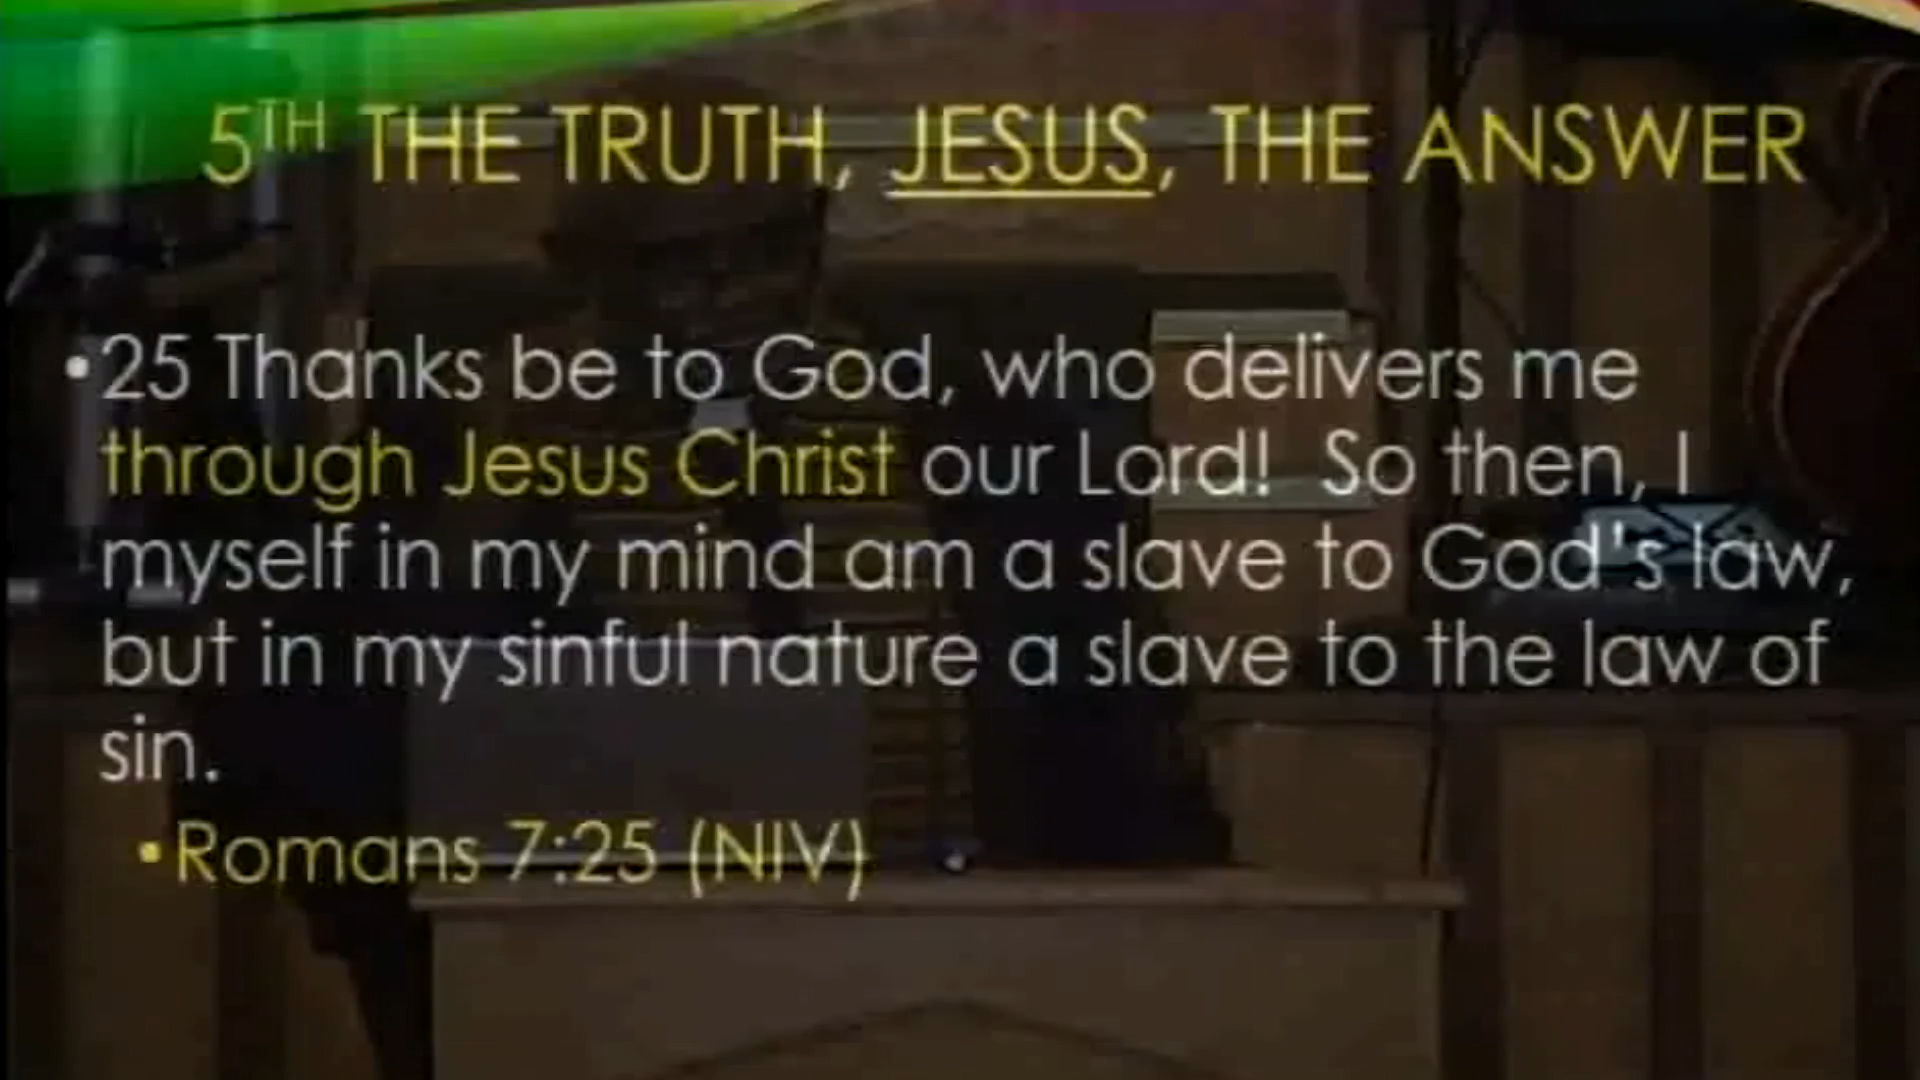 5TH THE TRUTH, JESUS, THE ANSWER
•25 Thanks be to God, who delivers me
through Jesus Christ our Lord!  So then, I
myself in my mind am a slave to God's law,
but in my sinful nature a slave to the law of
sin.
•Romans 7:25 (NIV)